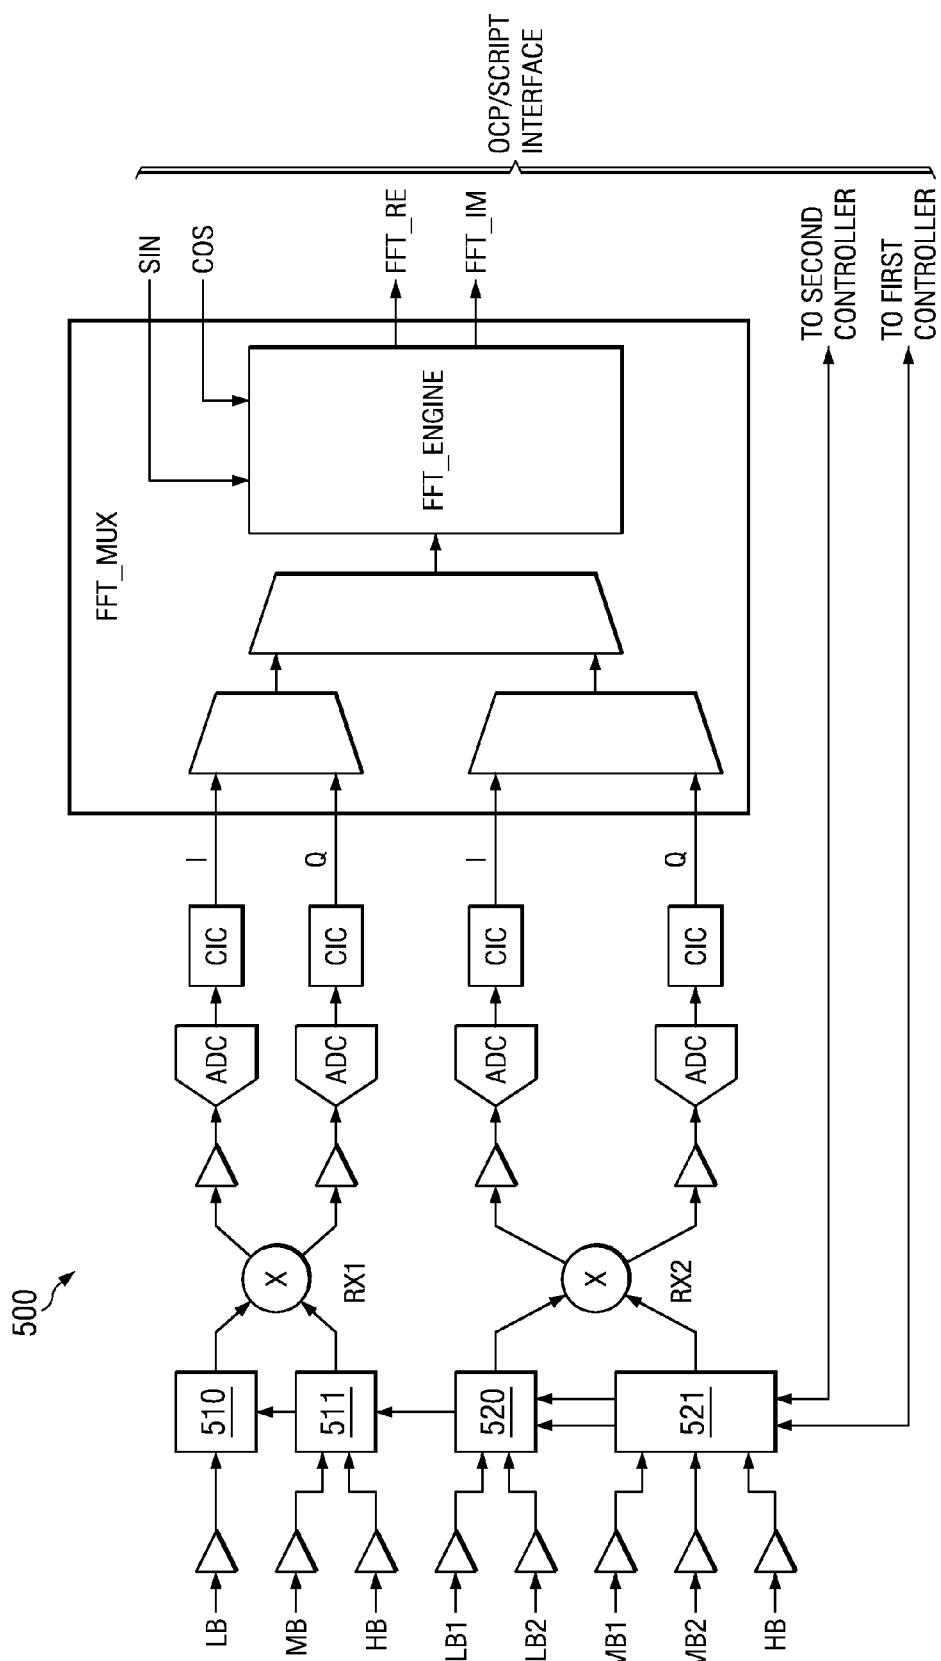 500
LB
MB
HB
LB1
LB2
MB1
MB2
HB
510
511
520
521
X
RX1
X
RX2
ADC
ADC
ADC
ADC
CIC
CIC
CIC
CIC
I
Q
I
Q
FFT_MUX
FFT_ENGINE
SIN
COS
FFT_RE
FFT_IM
OCP/SCRIPT
INTERFACE
TO SECOND
CONTROLLER
TO FIRST
CONTROLLER